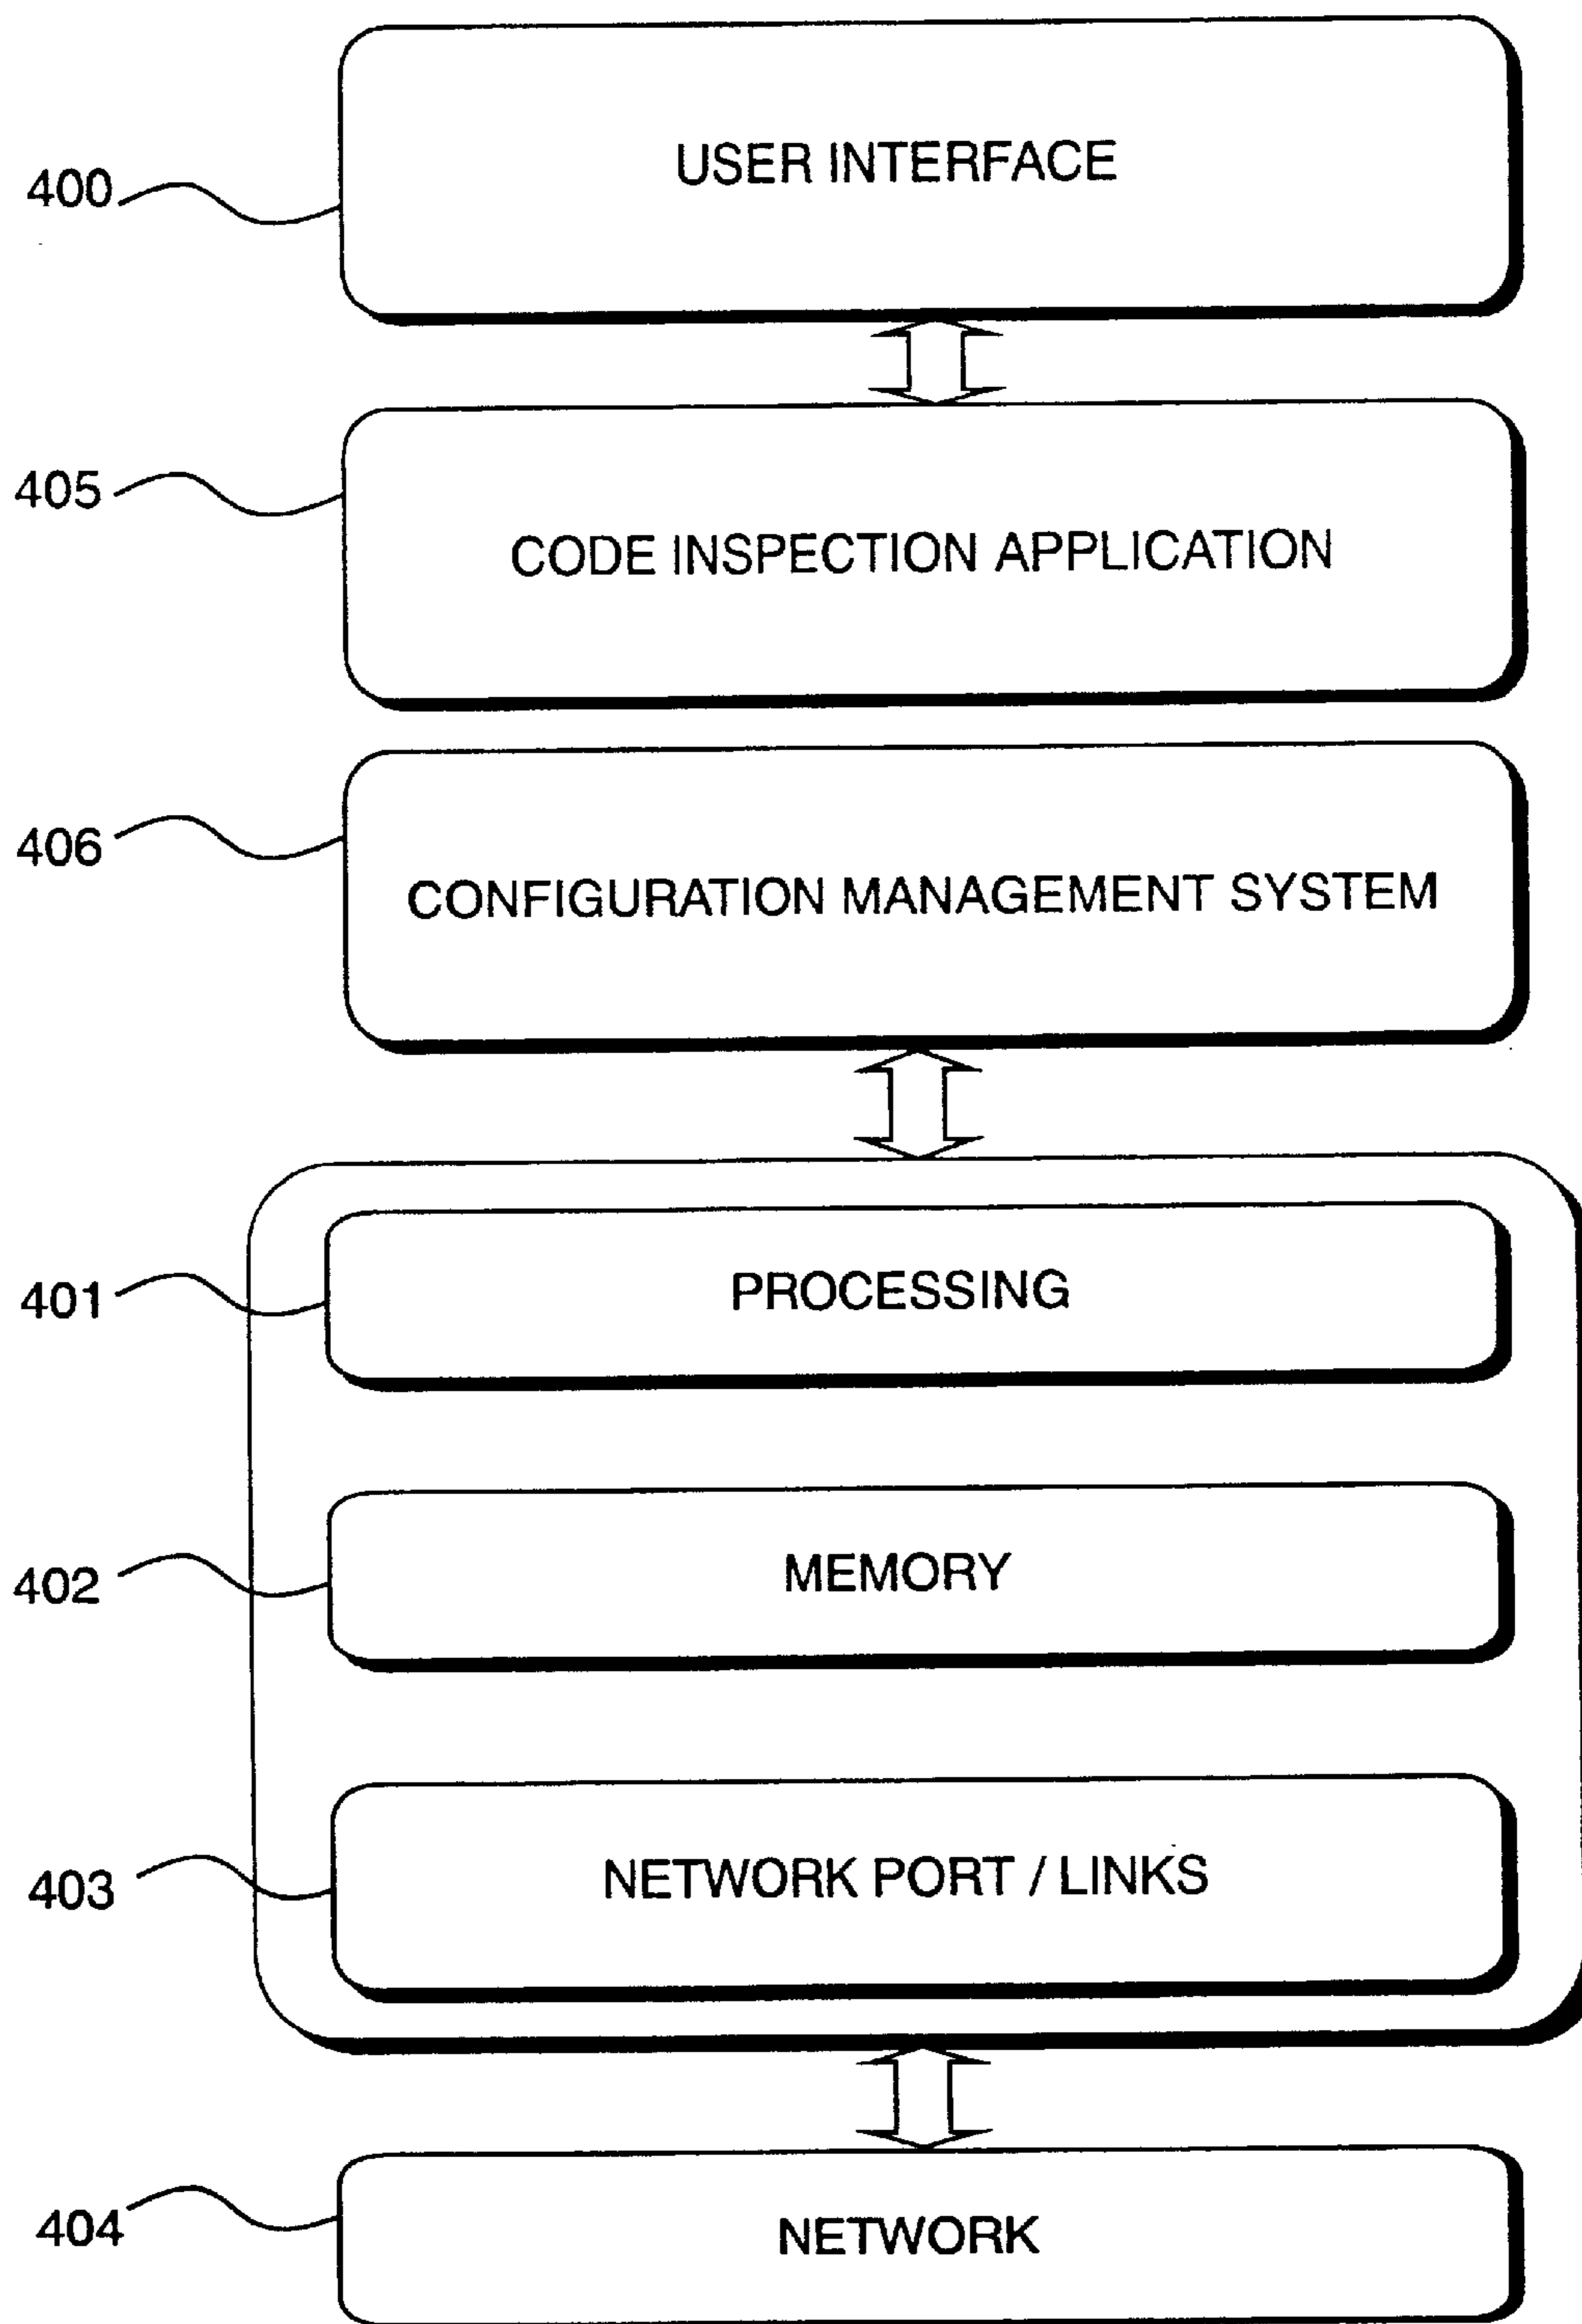 USER INTERFACE
400
405
CODE INSPECTION APPLICATION
406
CONFIGURATION MANAGEMENT SYSTEM
401
PROCESSING
402
MEMORY
403
NETWORK PORT / LINKS
404
NETWORK